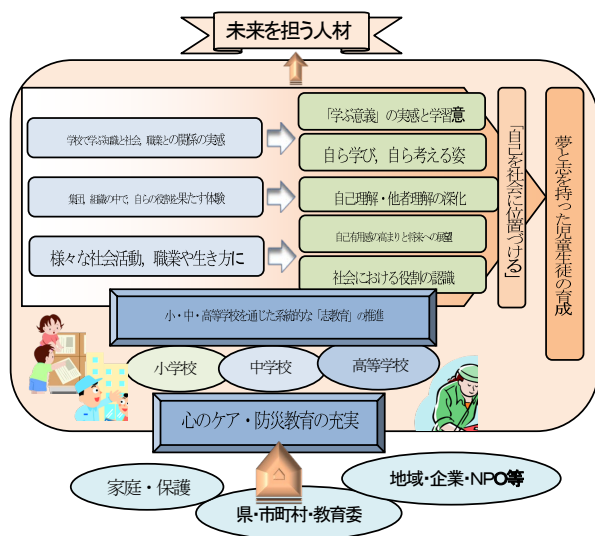 未来を担う人材
「学ぶ意義」の実感と学習意
学校で学ぶ知識と社会，職業との関係の実感
自ら学び，自ら考える姿
集団，組織の中で，自らの役割を果たす体験
自己理解・他者理解の深化
自己有用感の高まりと将来への展望
様々な社会活動，職業や生き方に
社会における役割の認識
「自己を社会に位置づける」
夢と志を持った児童生徒の育成
小・中・高等学校を通じた系統的な「志教育」の推進
小学校
中学校
高等学校
心のケア・防災教育の充実
家庭・保護
県・市町村・教育委
地域・企業・NPO等